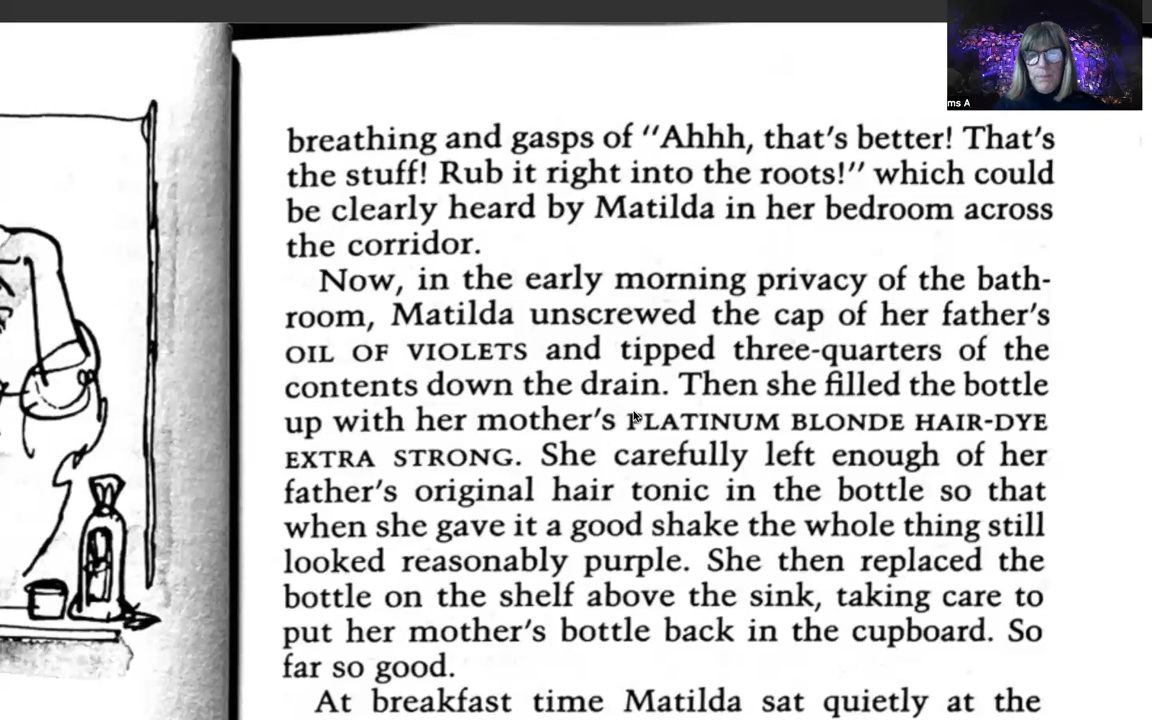 ms A
breathing and gasps of "Ahhh, that's better! That's
the stuff! Rub it right into the roots!" which could
be clearly heard by Matilda in her bedroom across
the corridor.
Now, in the early morning privacy of the bath-
room, Matilda unscrewed the cap of her father's
OIL OF VIOLETS and tipped three-quarters of the
contents down the drain. Then she filled the bottle
up with her mother's PLATINUM BLONDE HAIR-DYE
EXTRA STRONG. She carefully left enough of her
father's original hair tonic in the bottle so that
when she gave it a good shake the whole thing still
looked reasonably purple. She then replaced the
bottle on the shelf above the sink, taking care to
put her mother's bottle back in the cupboard. So
far so good.
At breakfast time Matilda sat quietly at the